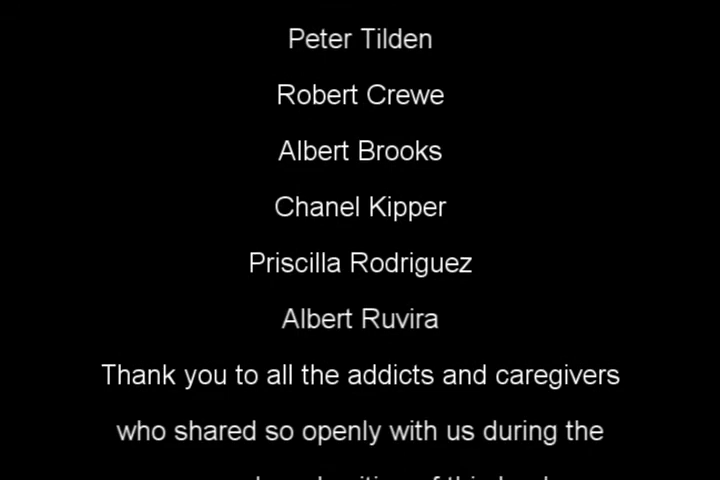 Peter Tilden
Robert Crewe
Albert Brooks
Chanel Kipper
Priscilla Rodriguez
Albert Ruvira
Thank you to all the addicts and caregivers
who shared so openly with us during the